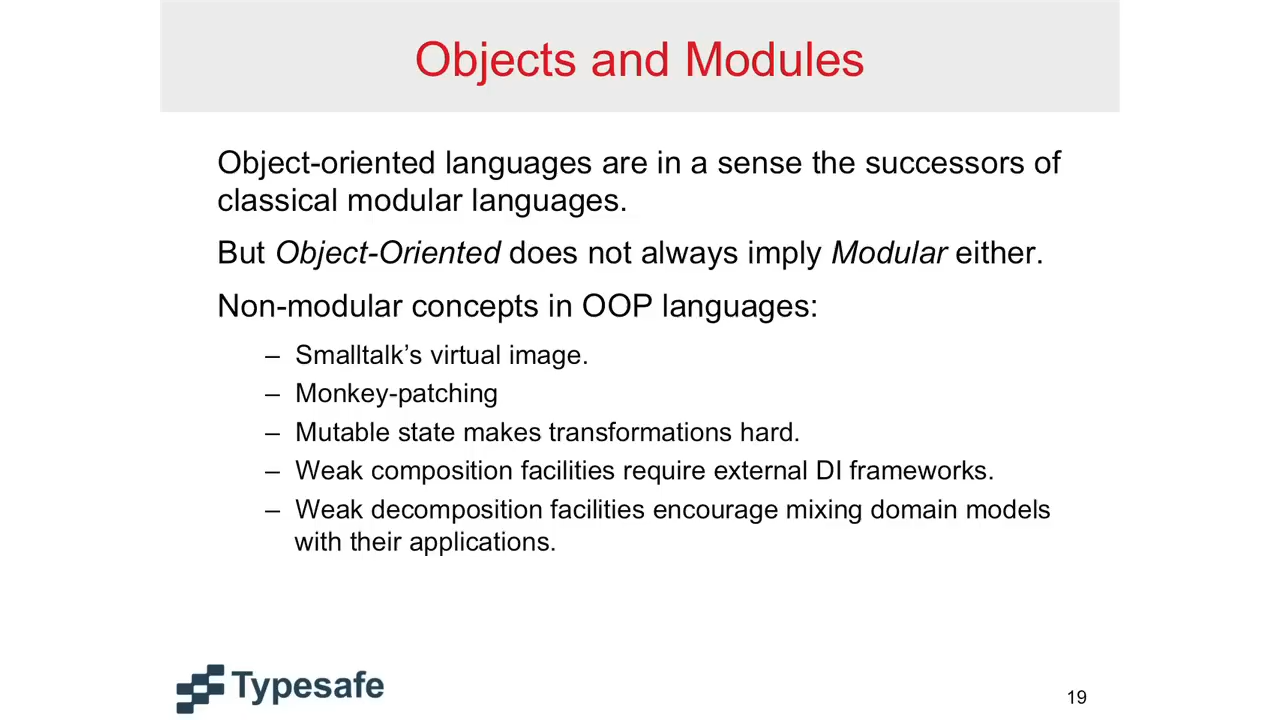 Objects and Modules
Object-oriented languages are in a sense the successors of
classical modular languages.
But Object-Oriented does not always imply Modular either.
Non-modular concepts in OOP languages:
– Smalltalk’s virtual image.
– Monkey-patching
– Mutable state makes transformations hard.
– Weak composition facilities require external DI frameworks.
– Weak decomposition facilities encourage mixing domain models
with their applications.
Typesafe
19